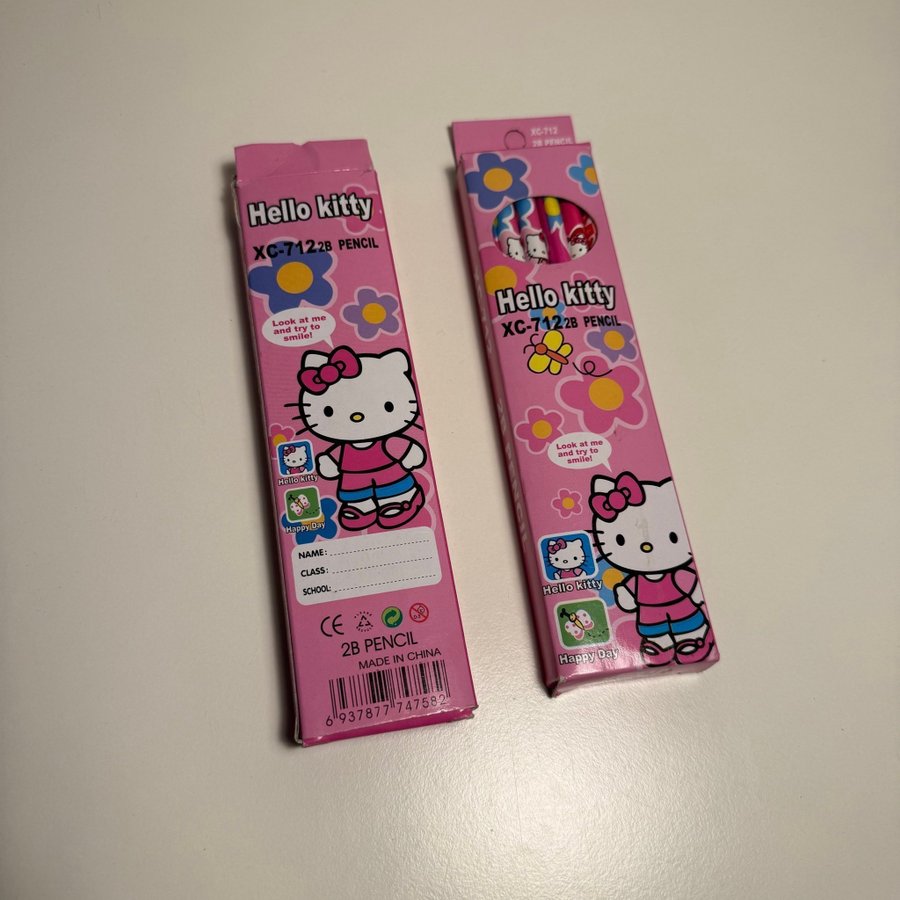 Hello kitty
XC-712 2B PENCIL
Look at me
and try to
smile!
Hello kitty
Happy Day
NAME:
CLASS:
SCHOOL:
CE
2B PENCIL
MADE IN CHINA
6 937877 747582
XC-712
2B PENCIL
Hello kitty
XC-712 2B PENCIL
Look at me
and try to
smile!
Hello kitty
Happy Day